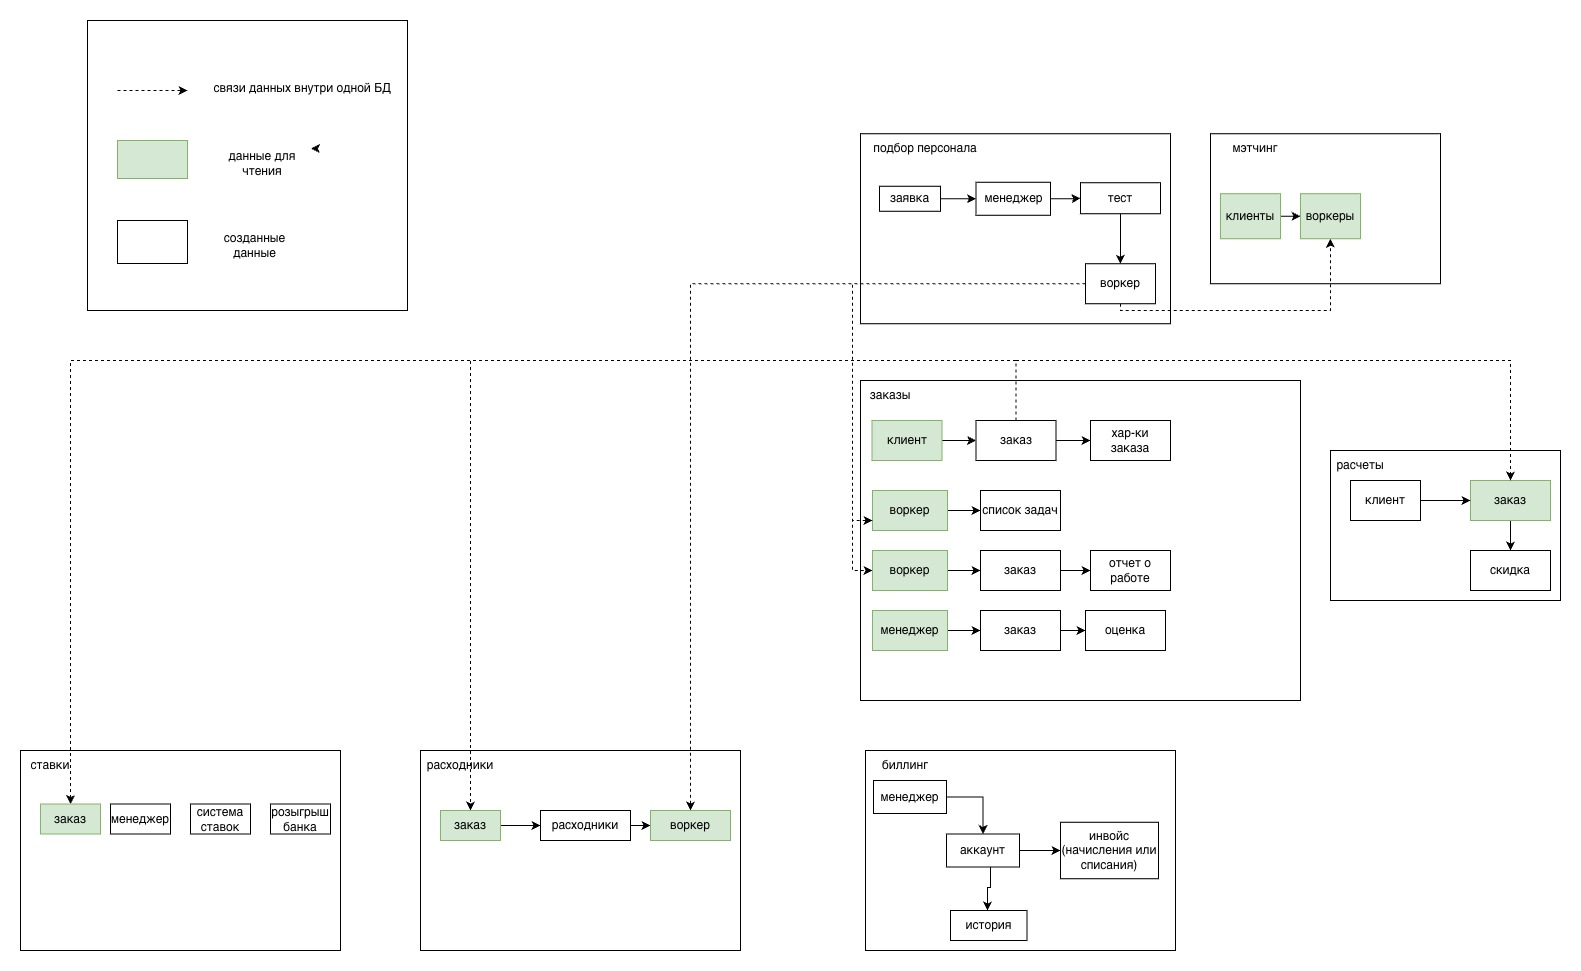 связи данных внутри одной БД
данные для
чтения
созданные
данные
подбор персонала
заявка
менеджер
тест
воркер
мэтчинг
клиенты
воркеры
заказы
клиент
заказ
хар-ки
заказа
воркер
список задач
воркер
заказ
отчет о
работе
менеджер
заказ
оценка
расчеты
клиент
заказ
скидка
ставки
заказ
менеджер
система
ставок
розыгрыш
банка
расходники
заказ
расходники
воркер
биллинг
менеджер
аккаунт
инвойс
(начисления или
списания)
история